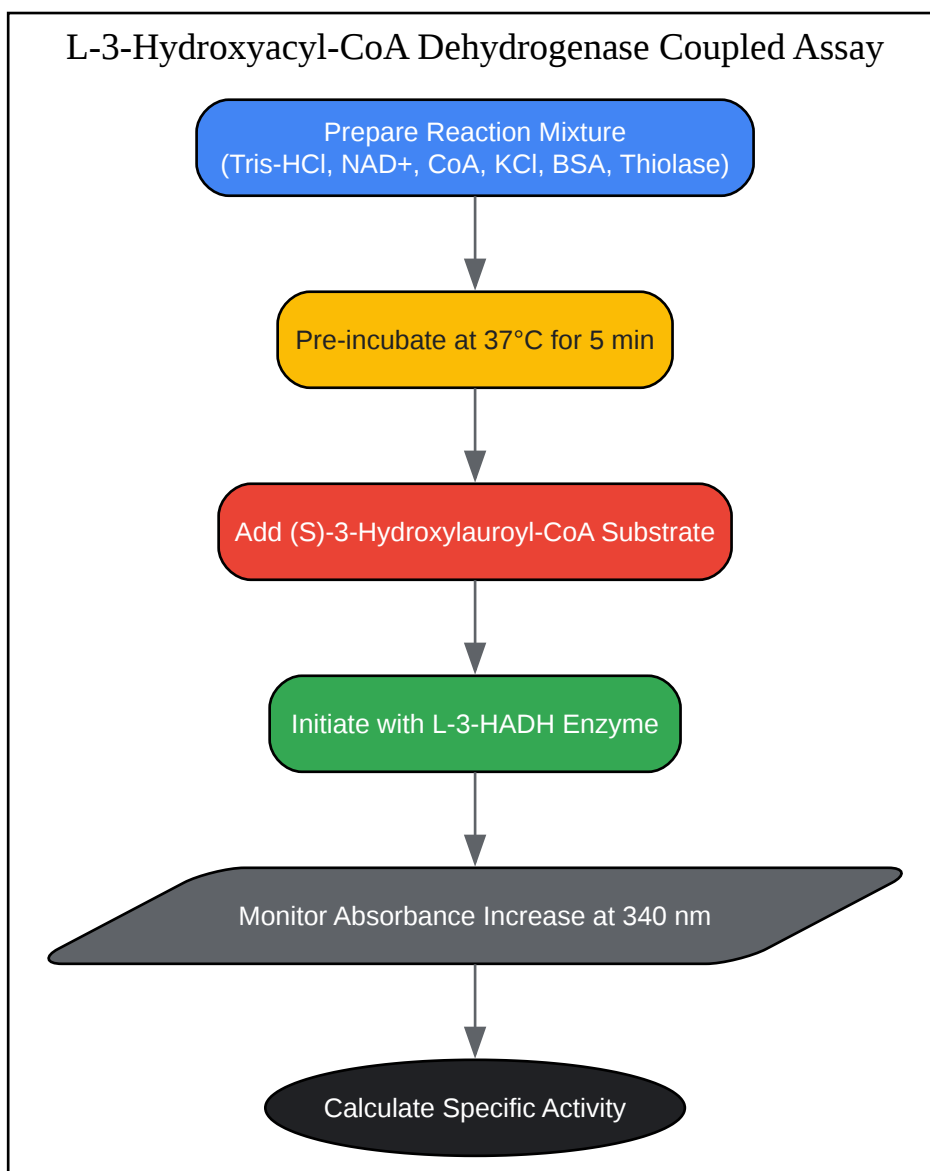 L-3-Hydroxyacyl-CoA Dehydrogenase Coupled Assay
Prepare Reaction Mixture
(Tris-HCl, NAD+, CoA, KCl, BSA, Thiolase)
Pre-incubate at 37°C for 5 min
Add (S)-3-Hydroxylauroyl-CoA Substrate
Initiate with L-3-HADH Enzyme
Monitor Absorbance Increase at 340 nm
Calculate Specific Activity